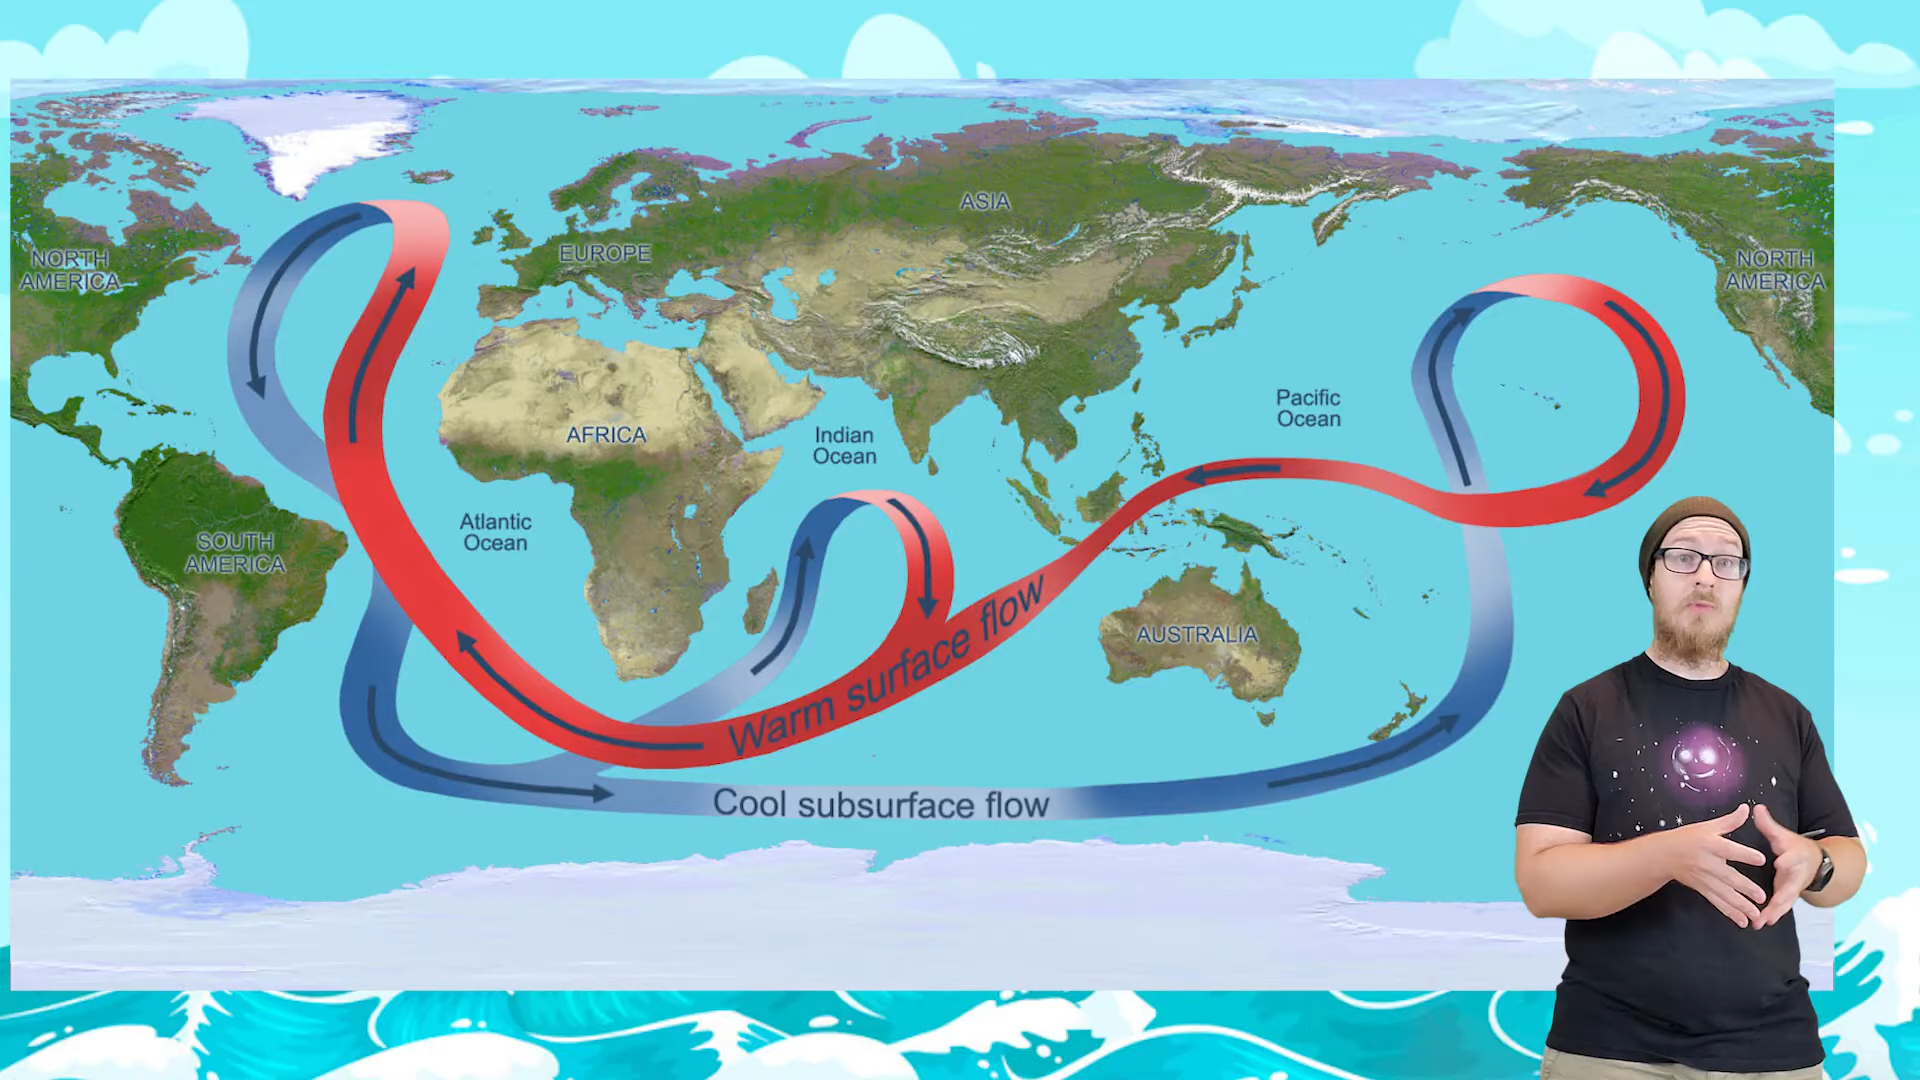 ASIA
EUROPE
NORTH
AMERICA
NORTH
AMERICA
Pacific
Ocean
AFRICA
Indian
Ocean
Atlantic
Ocean
SOUTH
AMERICA
AUSTRALIA
Warm surface flow
Cool subsurface flow